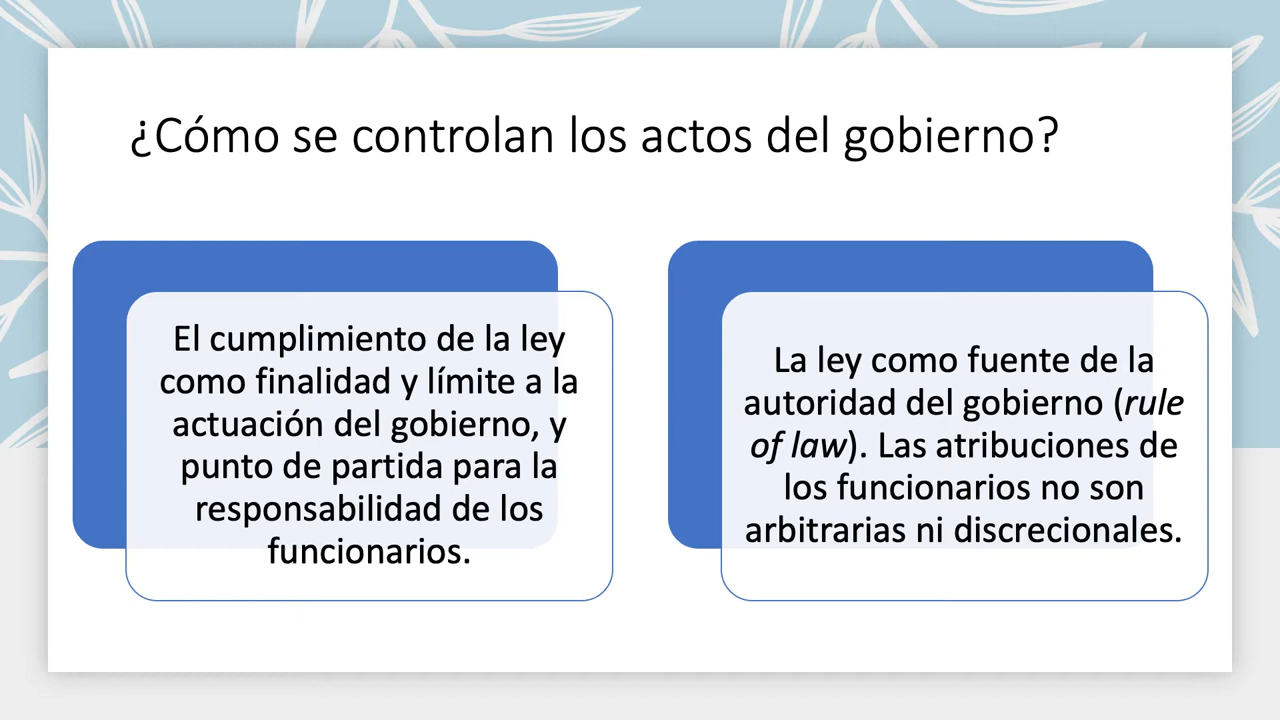 ¿Cómo se controlan los actos del gobierno?
El cumplimiento de la ley
como finalidad y límite a la
actuación del gobierno, y
punto de partida para la
responsabilidad de los
funcionarios.
La ley como fuente de la
autoridad del gobierno (rule
of law). Las atribuciones de
los funcionarios no son
arbitrarias ni discrecionales.